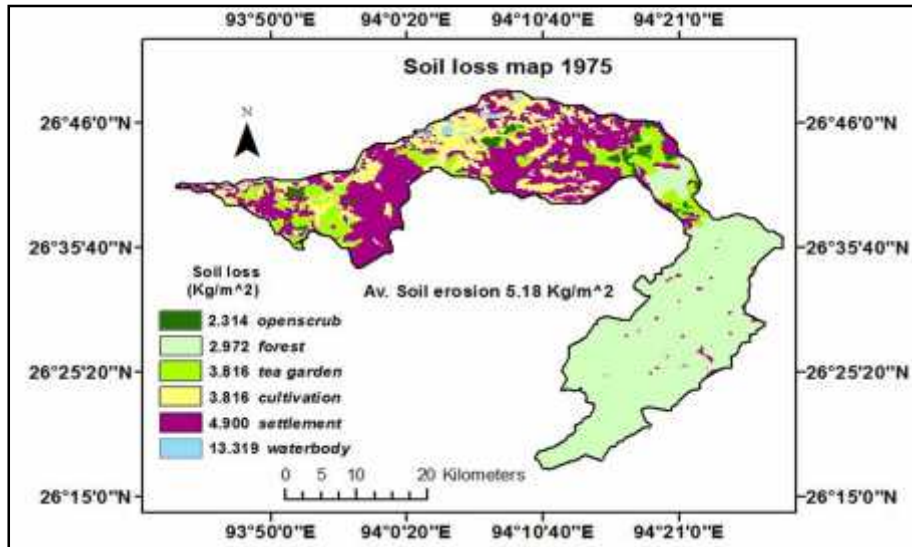 93°50'0"E 94°0'20"E 94°10'40"E 94°21'0"E
Soil loss map 1975
N
26°46'0"N 26°46'0"N
26°35'40"N 26°35'40"N
Soil loss
(Kg/m^2)
Av. Soil erosion 5.18 Kg/m^2
2.314 openscrub
2.972 forest
26°25'20"N 26°25'20"N
3.816 tea garden
3.816 cultivation
4.900 settlement
13.319 waterbody
0 5 10 20 Kilometers
26°15'0"N 26°15'0"N
93°50'0"E 94°0'20"E 94°10'40"E 94°21'0"E